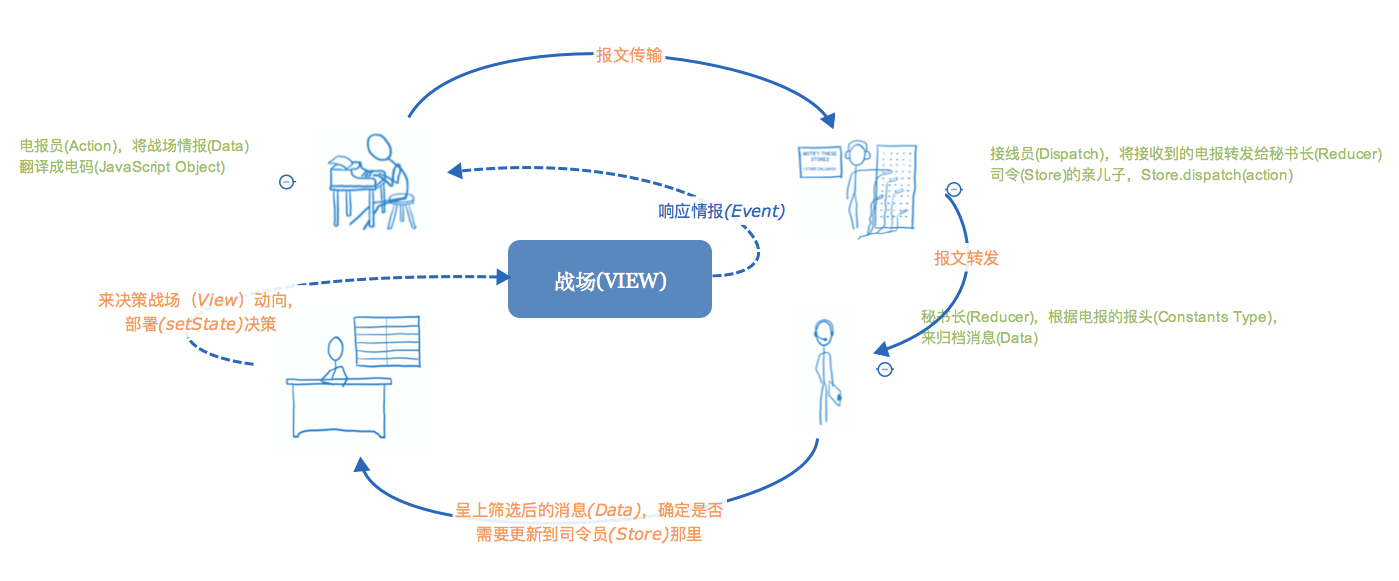 报文传输
电报员(Action)，将战场情报(Data)
翻译成电码(JavaScript Object)
NOTIFY THESE
STORES
接线员(Dispatch)，将接收到的电报转发给秘书长(Reducer)
司令(Store)的亲儿子，Store.dispatch(action)
响应情报(Event)
报文转发
战场(VIEW)
来决策战场（View）动向，
部署(setState)决策
秘书长(Reducer)，根据电报的报头(Constants Type)，
来归档消息(Data)
呈上筛选后的消息(Data)，确定是否
需要更新到司令员(Store)那里